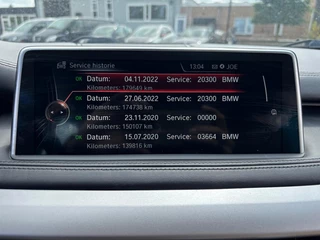 Service historie
13:04 JOE
OK Datum: 04.11.2022 Service: 20300 BMW
Kilometers: 179649 km
OK Datum: 27.06.2022 Service: 20300 BMW
Kilometers: 174738 km
OK Datum: 23.11.2020 Service: 00000
Kilometers: 150107 km
OK Datum: 15.07.2020 Service: 03664 BMW
Kilometers: 139816 km